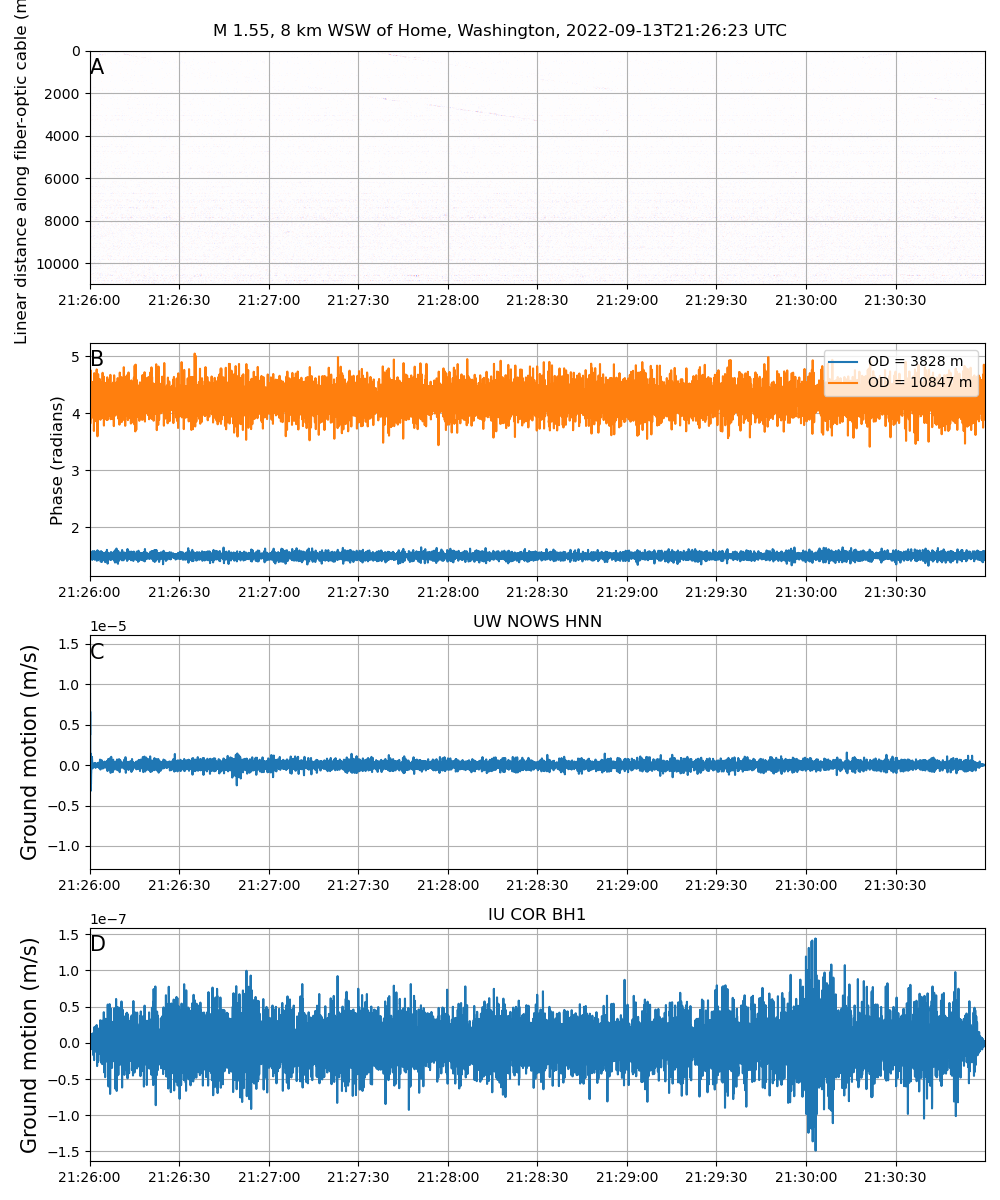 M 1.55, 8 km WSW of Home, Washington, 2022-09-13T21:26:23 UTC
Linear distance along fiber-optic cable (m
A
0
2000
4000
6000
8000
10000
21:26:00 21:26:30 21:27:00 21:27:30 21:28:00 21:28:30 21:29:00 21:29:30 21:30:00 21:30:30
Phase (radians)
B
5
4
3
2
OD = 3828 m
OD = 10847 m
21:26:00 21:26:30 21:27:00 21:27:30 21:28:00 21:28:30 21:29:00 21:29:30 21:30:00 21:30:30
UW NOWS HNN
1e−5
Ground motion (m/s)
C
1.5
1.0
0.5
0.0
−0.5
−1.0
21:26:00 21:26:30 21:27:00 21:27:30 21:28:00 21:28:30 21:29:00 21:29:30 21:30:00 21:30:30
IU COR BH1
1e−7
Ground motion (m/s)
D
1.5
1.0
0.5
0.0
−0.5
−1.0
−1.5
21:26:00 21:26:30 21:27:00 21:27:30 21:28:00 21:28:30 21:29:00 21:29:30 21:30:00 21:30:30